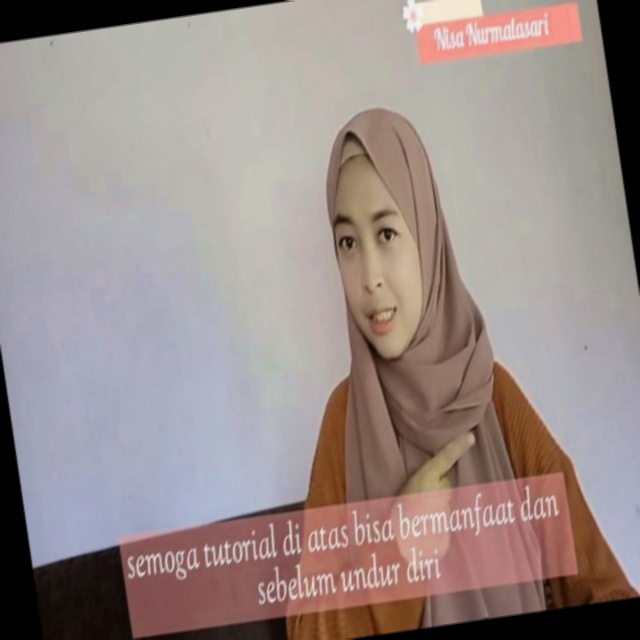 Nisa Nurmalasari
semoga tutorial di atas bisa bermanfaat dan
sebelum undur diri